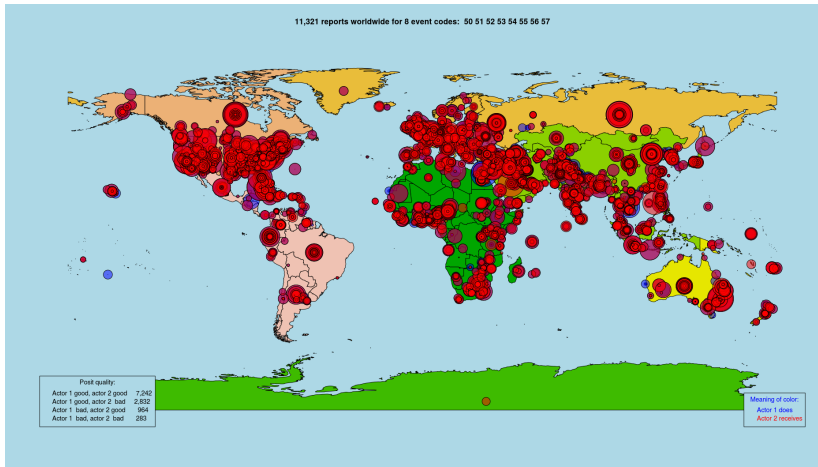 11,321 reports worldwide for 8 event codes: 50 51 52 53 54 55 56 57
Posit quality:
Actor 1 good, actor 2 good 7,242
Actor 1 good, actor 2 bad 2,832
Actor 1 bad, actor 2 good 964
Actor 1 bad, actor 2 bad 283
Meaning of color:
Actor 1 does
Actor 2 receives